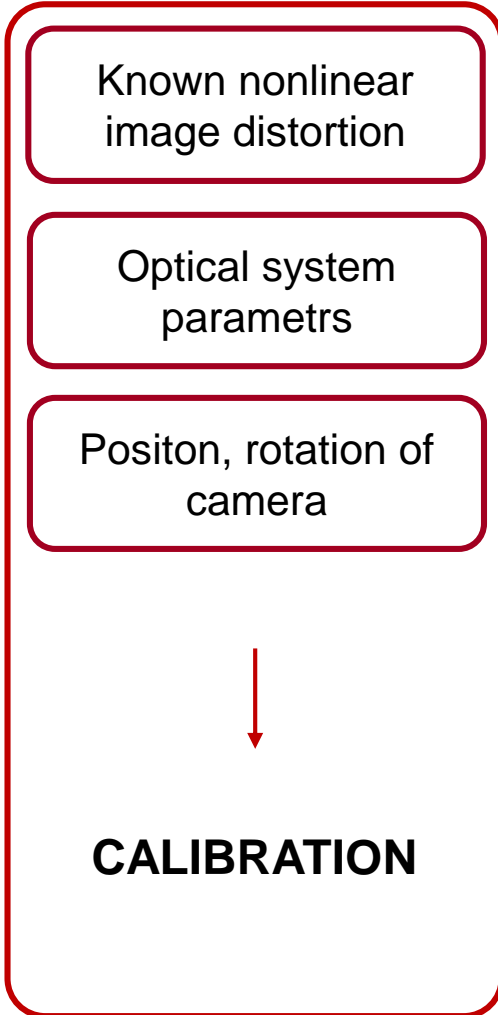 Known nonlinear
image distortion
Optical system
parametrs
Positon, rotation of
camera
CALIBRATION